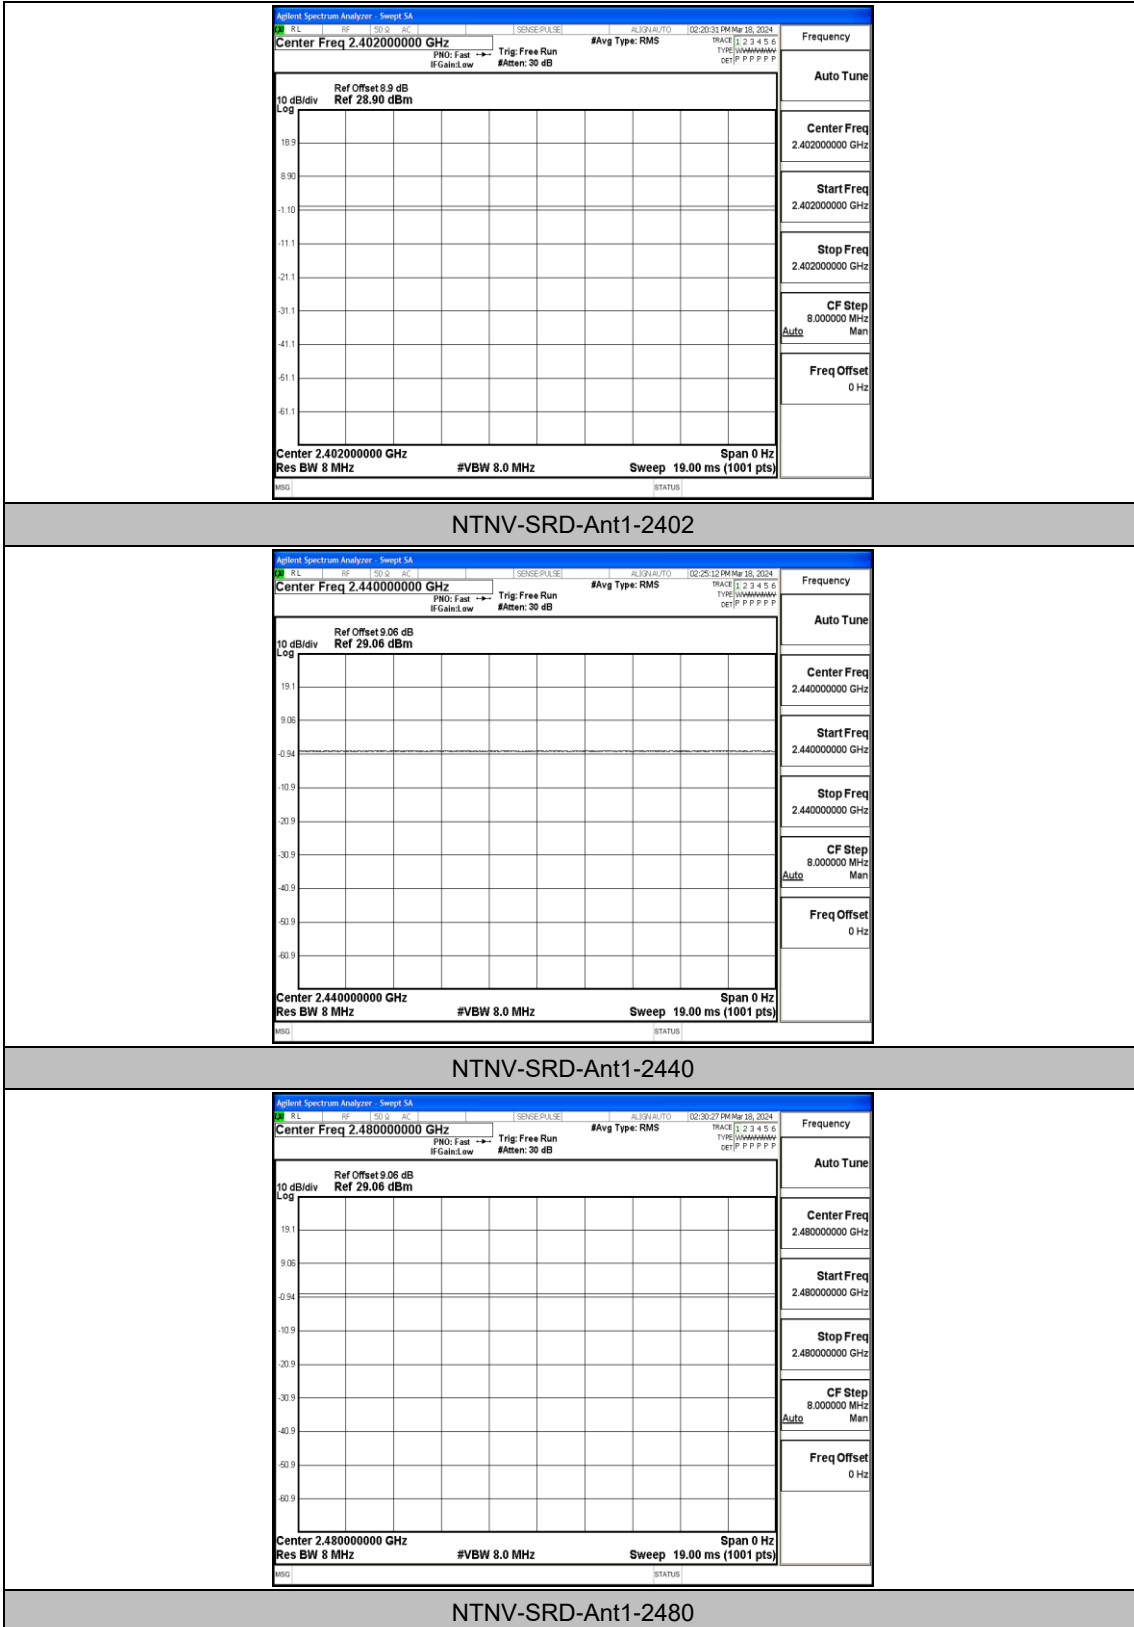 Agilent Spectrum Analyzer - Swept SA
RL RF 50 Ω AC SENSE:PULSE ALIGN AUTO 02:20:31 PM Mar 18, 2024
Center Freq 2.402000000 GHz #Avg Type: RMS TRACE 1 2 3 4 5 6 Frequency
PNO: Fast Trig: Free Run TYPE
IFGain:Low #Atten: 30 dB DET P P P P P P
Auto Tune
Ref Offset 8.9 dB
10 dB/div Ref 28.90 dBm
Log
Center Freq
2.402000000 GHz
18.9
8.90
Start Freq
2.402000000 GHz
-1.10
-11.1
Stop Freq
2.402000000 GHz
-21.1
-31.1
CF Step
8.000000 MHz
Auto Man
-41.1
-51.1
Freq Offset
0 Hz
-61.1
Center 2.402000000 GHz Span 0 Hz
Res BW 8 MHz #VBW 8.0 MHz Sweep 19.00 ms (1001 pts)
MSG STATUS
NTNV-SRD-Ant1-2402
Agilent Spectrum Analyzer - Swept SA
RL RF 50 Ω AC SENSE:PULSE ALIGN AUTO 02:25:12 PM Mar 18, 2024
Center Freq 2.440000000 GHz #Avg Type: RMS TRACE 1 2 3 4 5 6 Frequency
PNO: Fast Trig: Free Run TYPE
IFGain:Low #Atten: 30 dB DET P P P P P P
Auto Tune
Ref Offset 9.06 dB
10 dB/div Ref 29.06 dBm
Log
Center Freq
2.440000000 GHz
19.1
9.06
Start Freq
2.440000000 GHz
-0.94
-10.9
Stop Freq
2.440000000 GHz
-20.9
-30.9
CF Step
8.000000 MHz
Auto Man
-40.9
-50.9
Freq Offset
0 Hz
-60.9
Center 2.440000000 GHz Span 0 Hz
Res BW 8 MHz #VBW 8.0 MHz Sweep 19.00 ms (1001 pts)
MSG STATUS
NTNV-SRD-Ant1-2440
Agilent Spectrum Analyzer - Swept SA
RL RF 50 Ω AC SENSE:PULSE ALIGN AUTO 02:30:27 PM Mar 18, 2024
Center Freq 2.480000000 GHz #Avg Type: RMS TRACE 1 2 3 4 5 6 Frequency
PNO: Fast Trig: Free Run TYPE
IFGain:Low #Atten: 30 dB DET P P P P P P
Auto Tune
Ref Offset 9.06 dB
10 dB/div Ref 29.06 dBm
Log
Center Freq
2.480000000 GHz
19.1
9.06
Start Freq
2.480000000 GHz
-0.94
-10.9
Stop Freq
2.480000000 GHz
-20.9
-30.9
CF Step
8.000000 MHz
Auto Man
-40.9
-50.9
Freq Offset
0 Hz
-60.9
Center 2.480000000 GHz Span 0 Hz
Res BW 8 MHz #VBW 8.0 MHz Sweep 19.00 ms (1001 pts)
MSG STATUS
NTNV-SRD-Ant1-2480